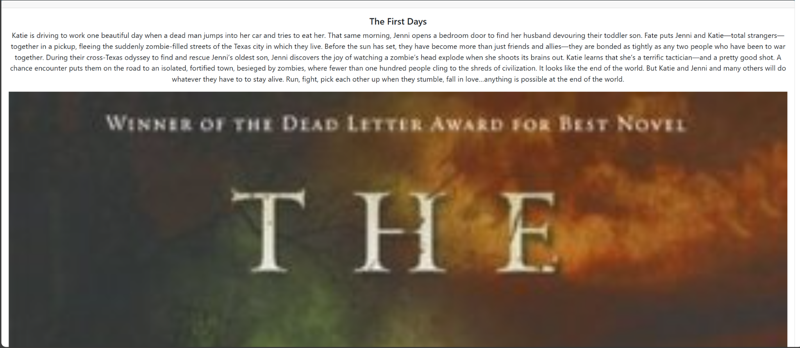 The First Days
Katie is driving to work one beautiful day when a dead man jumps into her car and tries to eat her. That same morning, Jenni opens a bedroom door to find her husband devouring their toddler son. Fate puts Jenni and Katie—total strangers—
together in a pickup, fleeing the suddenly zombie-filled streets of the Texas city in which they live. Before the sun has set, they have become more than just friends and allies—they are bonded as tightly as any two people who have been to war
together. During their cross-Texas odyssey to find and rescue Jenni's oldest son, Jenni discovers the joy of watching a zombie's head explode when she shoots its brains out. Katie learns that she's a terrific tactician—and a pretty good shot. A
chance encounter puts them on the road to an isolated, fortified town, besieged by zombies, where fewer than one hundred people cling to the shreds of civilization. It looks like the end of the world. But Katie and Jenni and many others will do
whatever they have to to stay alive. Run, fight, pick each other up when they stumble, fall in love...anything is possible at the end of the world.
WINNER OF THE DEAD LETTER AWARD FOR BEST NOVEL
THE